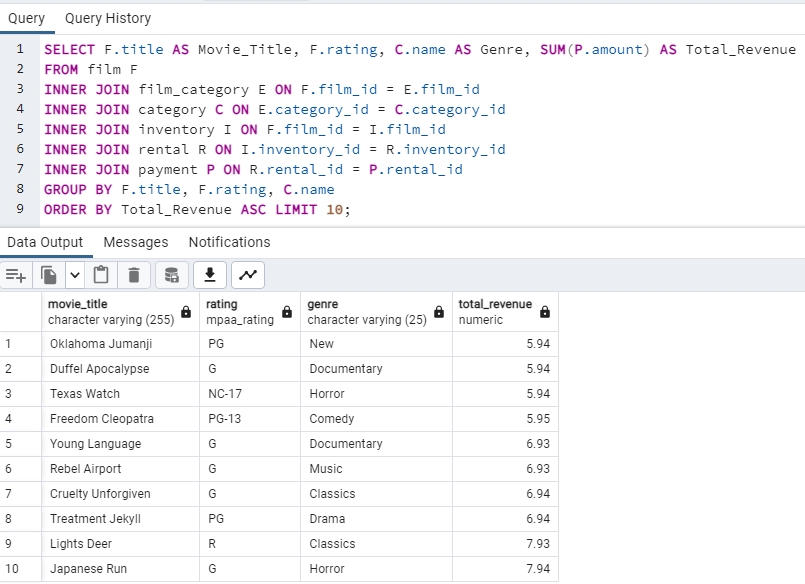 Query Query History
1 SELECT F.title AS Movie_Title, F.rating, C.name AS Genre, SUM(P.amount) AS Total_Revenue
2 FROM film F
3 INNER JOIN film_category E ON F.film_id = E.film_id
4 INNER JOIN category C ON E.category_id = C.category_id
5 INNER JOIN inventory I ON F.film_id = I.film_id
6 INNER JOIN rental R ON I.inventory_id = R.inventory_id
7 INNER JOIN payment P ON R.rental_id = P.rental_id
8 GROUP BY F.title, F.rating, C.name
9 ORDER BY Total_Revenue ASC LIMIT 10;
Data Output Messages Notifications
movie_title rating genre total_revenue
character varying (255) mpaa_rating character varying (25) numeric
1 Oklahoma Jumanji PG New 5.94
2 Duffel Apocalypse G Documentary 5.94
3 Texas Watch NC-17 Horror 5.94
4 Freedom Cleopatra PG-13 Comedy 5.95
5 Young Language G Documentary 6.93
6 Rebel Airport G Music 6.93
7 Cruelty Unforgiven G Classics 6.94
8 Treatment Jekyll PG Drama 6.94
9 Lights Deer R Classics 7.93
10 Japanese Run G Horror 7.94